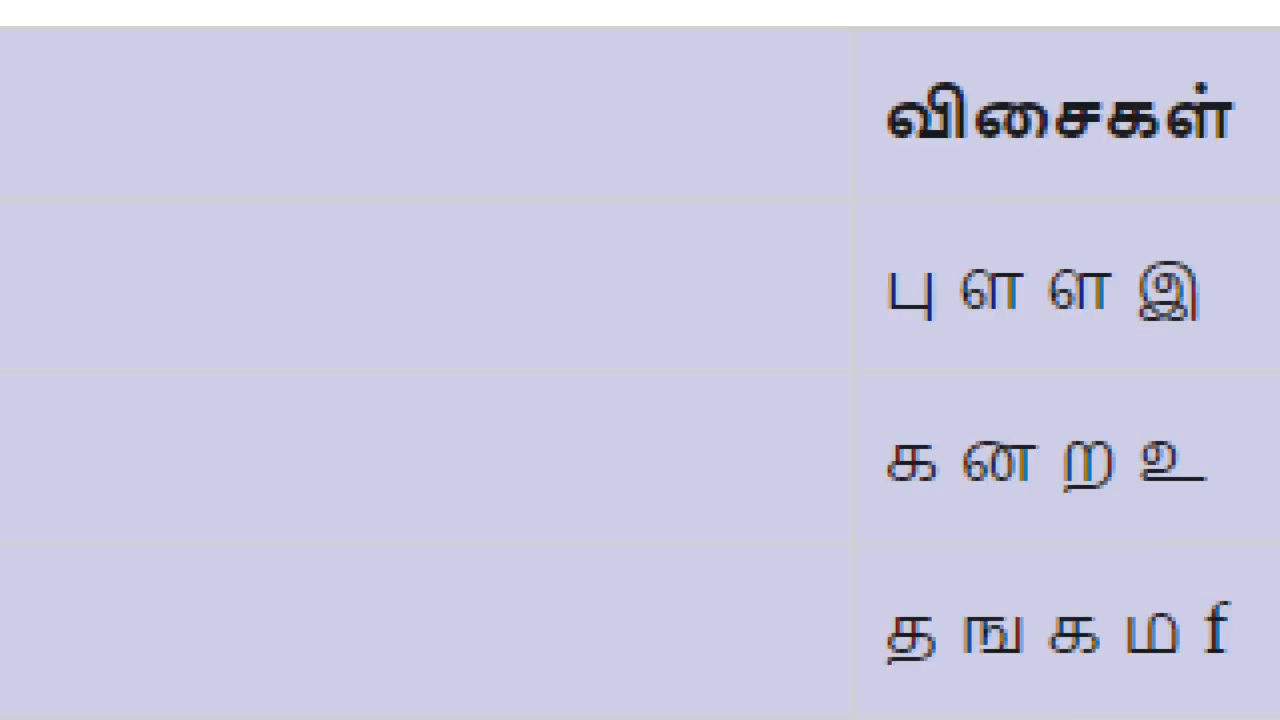 விசைகள்
பு ள ள இ
க ன ற உ
த ங க ம f